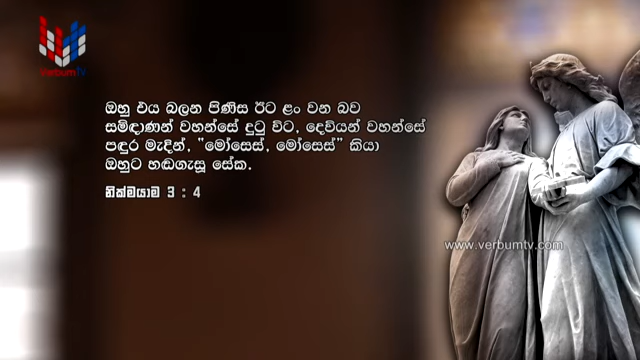 VerbumTV
ඔහු එය බලන පිණිස ඊට ළං වන බව
සමිඳාණන් වහන්සේ දුටු විට, දෙවියන් වහන්සේ
පඳුර මැදින්, "මෝසෙස්, මෝසෙස්" කියා
ඔහුට හඬගැසූ සේක.
නික්මයාම 3 : 4
www.verbumtv.com